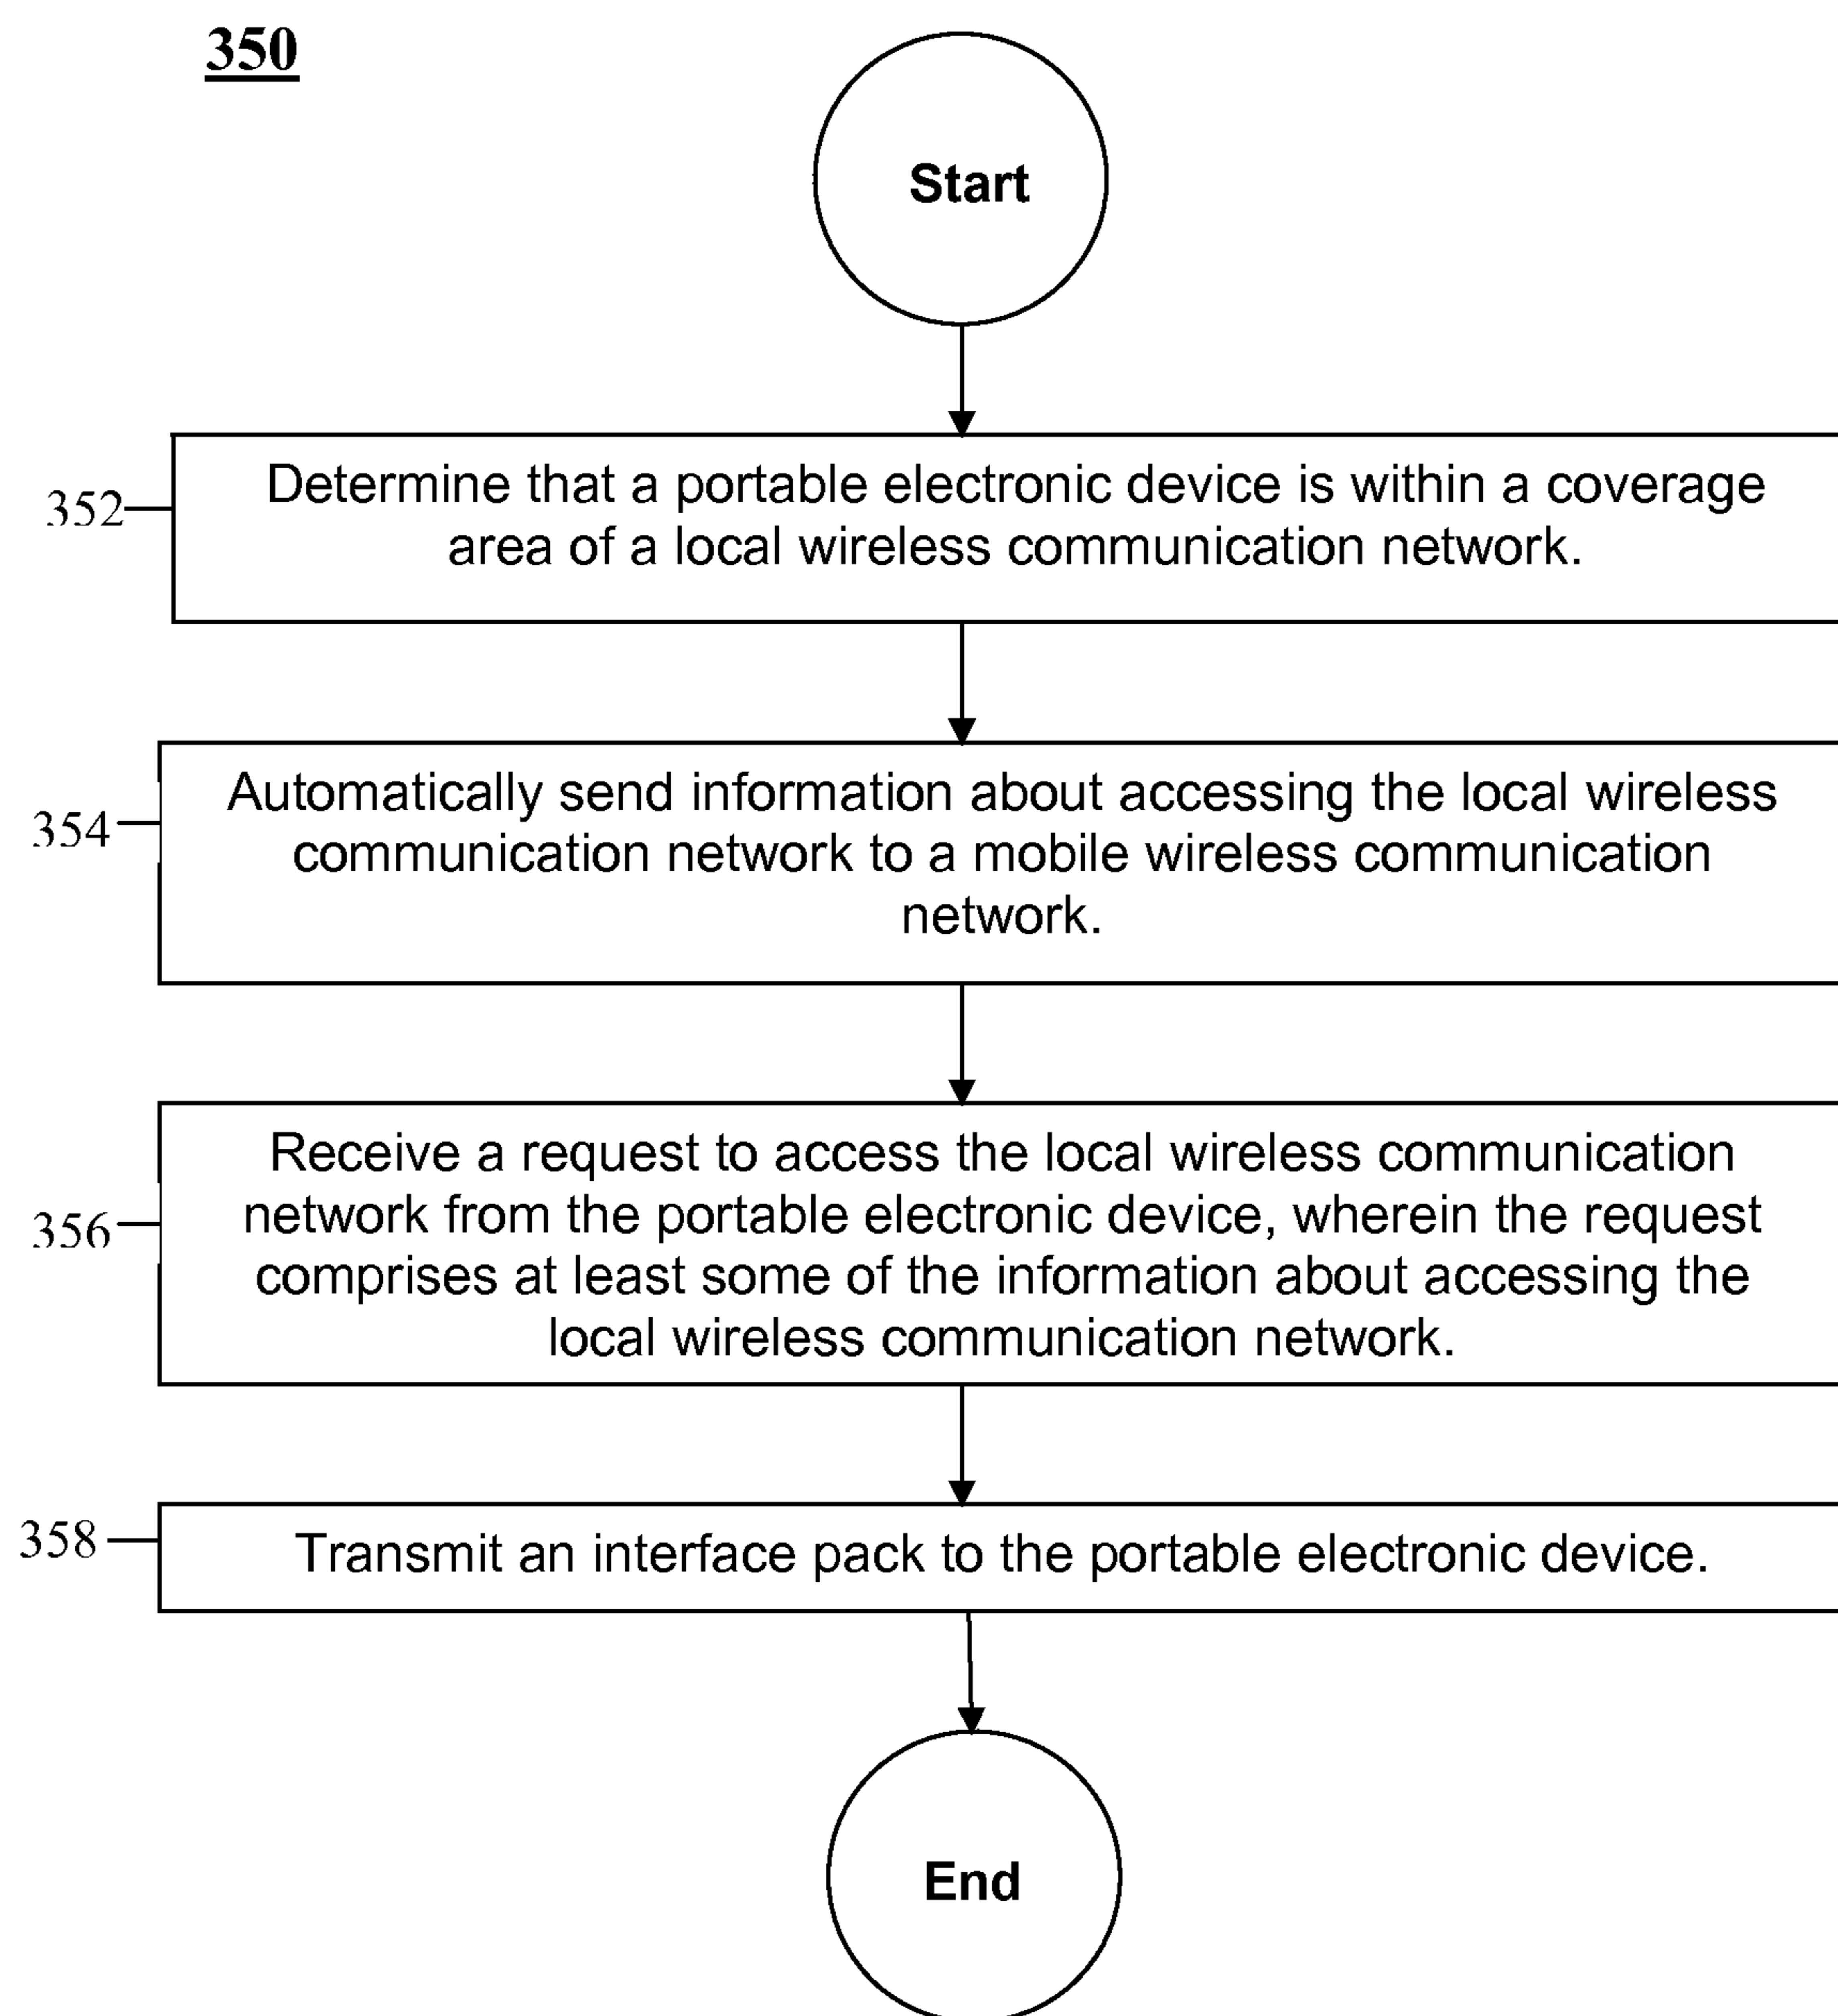 350
Start
352
Determine that a portable electronic device is within a coverage
area of a local wireless communication network.
354
Automatically send information about accessing the local wireless
communication network to a mobile wireless communication
network.
356
Receive a request to access the local wireless communication
network from the portable electronic device, wherein the request
comprises at least some of the information about accessing the
local wireless communication network.
358
Transmit an interface pack to the portable electronic device.
End